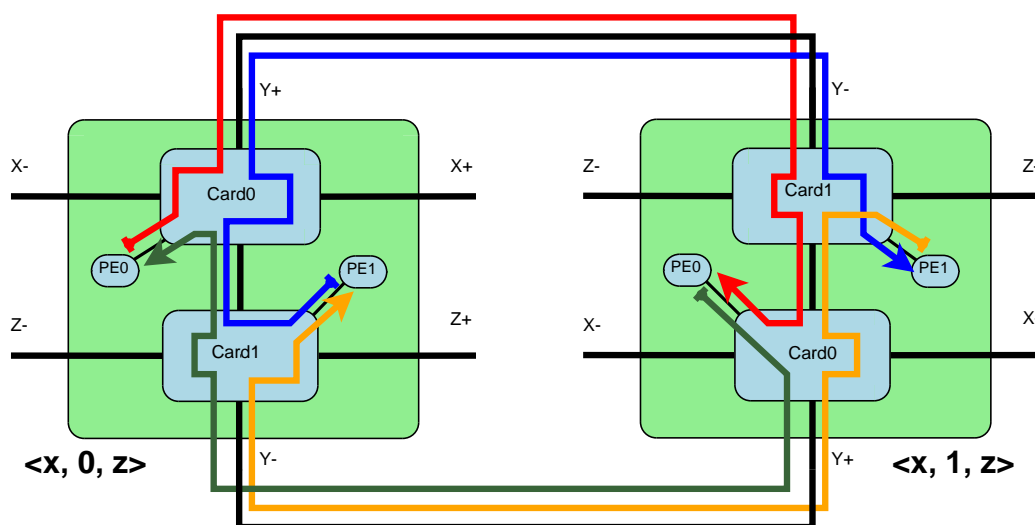 Y+
Y-
X-
Card0
X+
PE0
PE1
Z-
Card1
Z+
Y-
<x, 0, z>
Z-
Card1
Z-
PE0
PE1
X-
Card0
X
Y+
<x, 1, z>